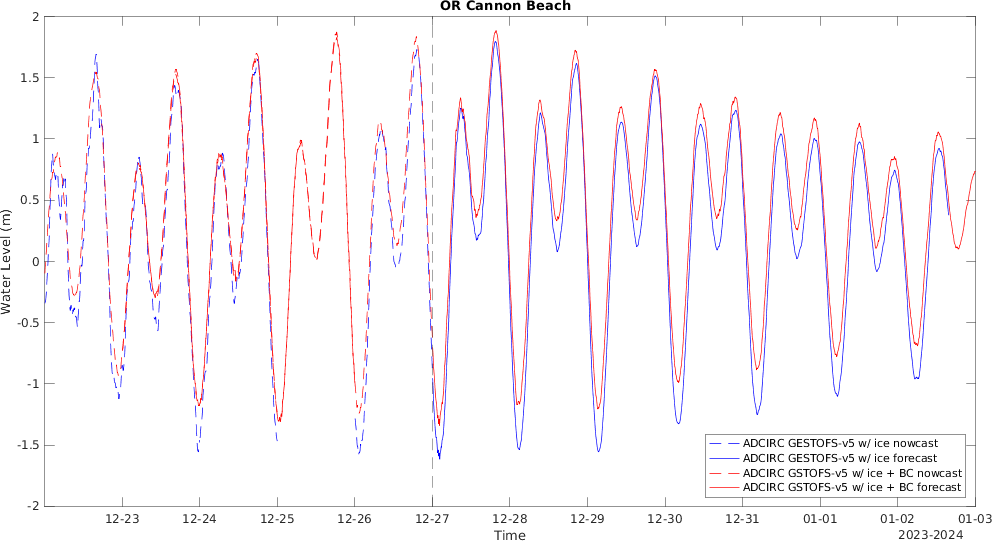 OR Cannon Beach
2
1.5
1
0.5
0
-0.5
-1
-1.5
-2
Water Level (m)
ADCIRC GESTOFS-v5 w/ ice nowcast
ADCIRC GESTOFS-v5 w/ ice forecast
ADCIRC GSTOFS-v5 w/ ice + BC nowcast
ADCIRC GSTOFS-v5 w/ ice + BC forecast
12-23 12-24 12-25 12-26 12-27 12-28 12-29 12-30 12-31 01-01 01-02 01-03
Time
2023-2024